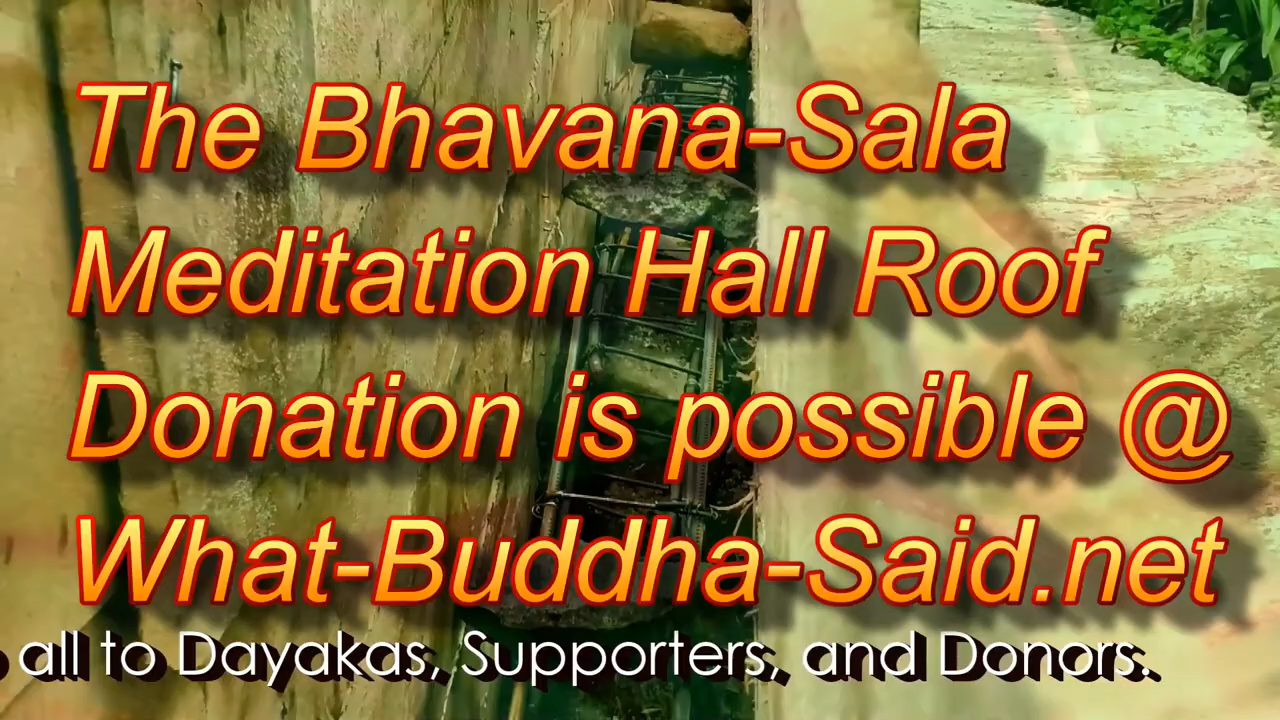 The Bhavana-Sala
Meditation Hall Roof
Donation is possible @
What-Buddha-Said.net
all to Dayakas, Supporters, and Donors.